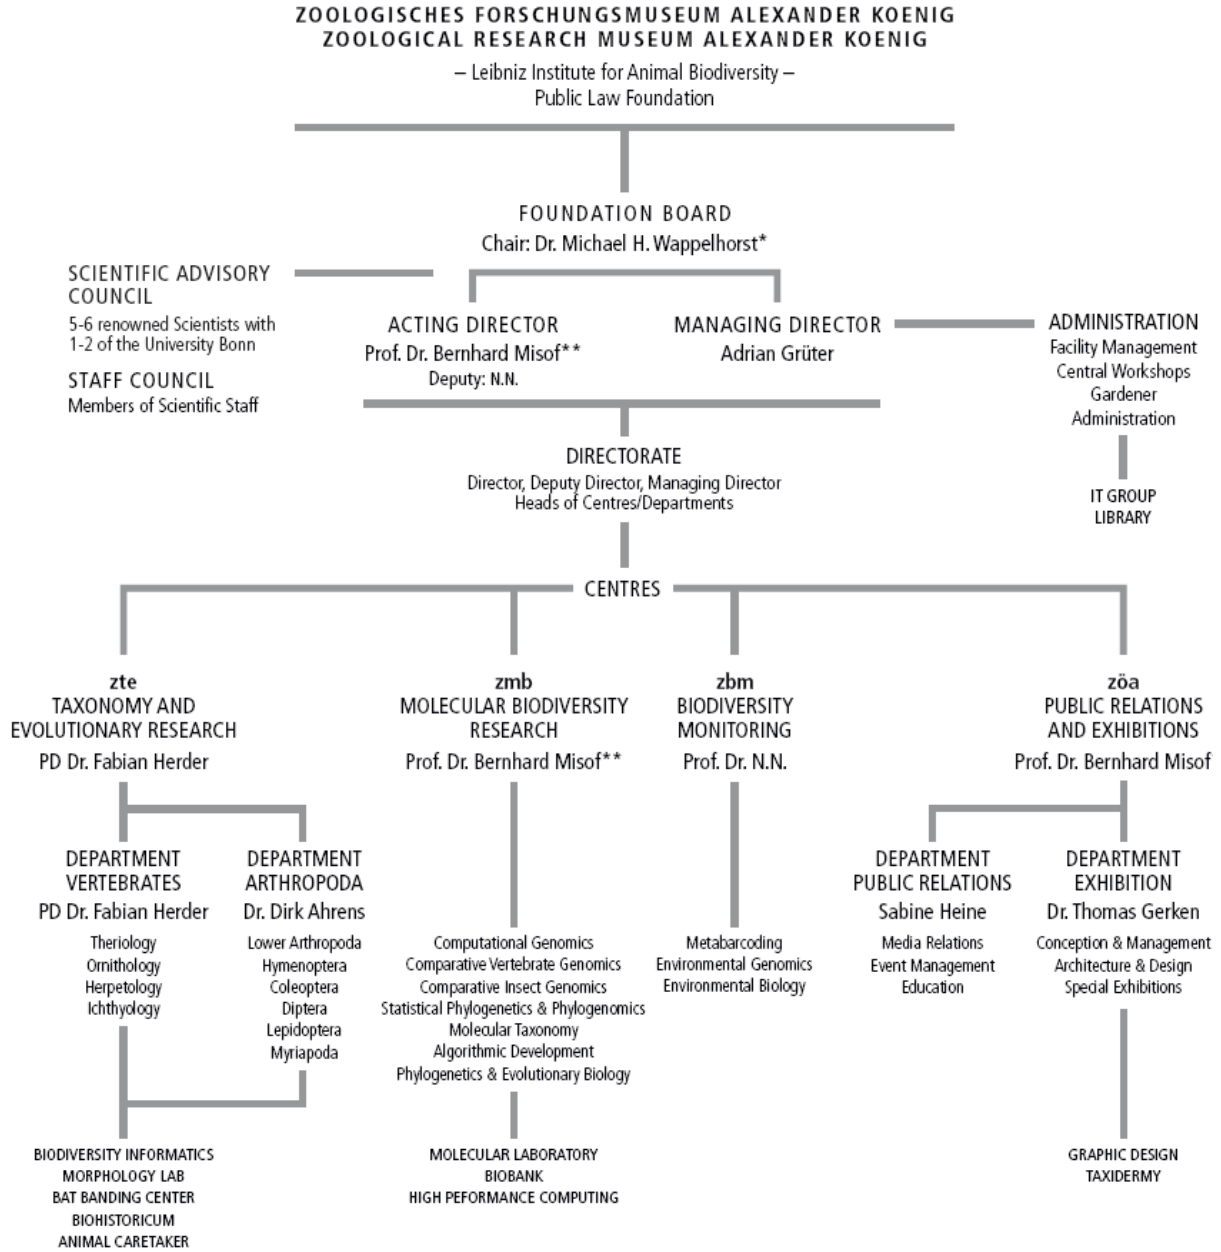 ZOOLOGISCHES FORSCHUNGSMUSEUM ALEXANDER KOENIG
ZOOLOGICAL RESEARCH MUSEUM ALEXANDER KOENIG
– Leibniz Institute for Animal Biodiversity –
Public Law Foundation
FOUNDATION BOARD
Chair: Dr. Michael H. Wappelhorst*
SCIENTIFIC ADVISORY
COUNCIL
5-6 renowned Scientists with
1-2 of the University Bonn
STAFF COUNCIL
Members of Scientific Staff
ACTING DIRECTOR
Prof. Dr. Bernhard Misof**
Deputy: N.N.
MANAGING DIRECTOR
Adrian Grüter
ADMINISTRATION
Facility Management
Central Workshops
Gardener
Administration
IT GROUP
LIBRARY
DIRECTORATE
Director, Deputy Director, Managing Director
Heads of Centres/Departments
CENTRES
zte
TAXONOMY AND
EVOLUTIONARY RESEARCH
PD Dr. Fabian Herder
zmb
MOLECULAR BIODIVERSITY
RESEARCH
Prof. Dr. Bernhard Misof**
zbm
BIODIVERSITY
MONITORING
Prof. Dr. N.N.
zöa
PUBLIC RELATIONS
AND EXHIBITIONS
Prof. Dr. Bernhard Misof
DEPARTMENT
VERTEBRATES
PD Dr. Fabian Herder
Theriology
Ornithology
Herpetology
Ichthyology
DEPARTMENT
ARTHROPODA
Dr. Dirk Ahrens
Lower Arthropoda
Hymenoptera
Coleoptera
Diptera
Lepidoptera
Myriapoda
Computational Genomics
Comparative Vertebrate Genomics
Comparative Insect Genomics
Statistical Phylogenetics & Phylogenomics
Molecular Taxonomy
Algorithmic Development
Phylogenetics & Evolutionary Biology
Metabarcoding
Environmental Genomics
Environmental Biology
DEPARTMENT
PUBLIC RELATIONS
Sabine Heine
Media Relations
Event Management
Education
DEPARTMENT
EXHIBITION
Dr. Thomas Gerken
Conception & Management
Architecture & Design
Special Exhibitions
BIODIVERSITY INFORMATICS
MORPHOLOGY LAB
BAT BANDING CENTER
BIOHISTORICUM
ANIMAL CARETAKER
MOLECULAR LABORATORY
BIOBANK
HIGH PEFORMANCE COMPUTING
GRAPHIC DESIGN
TAXIDERMY